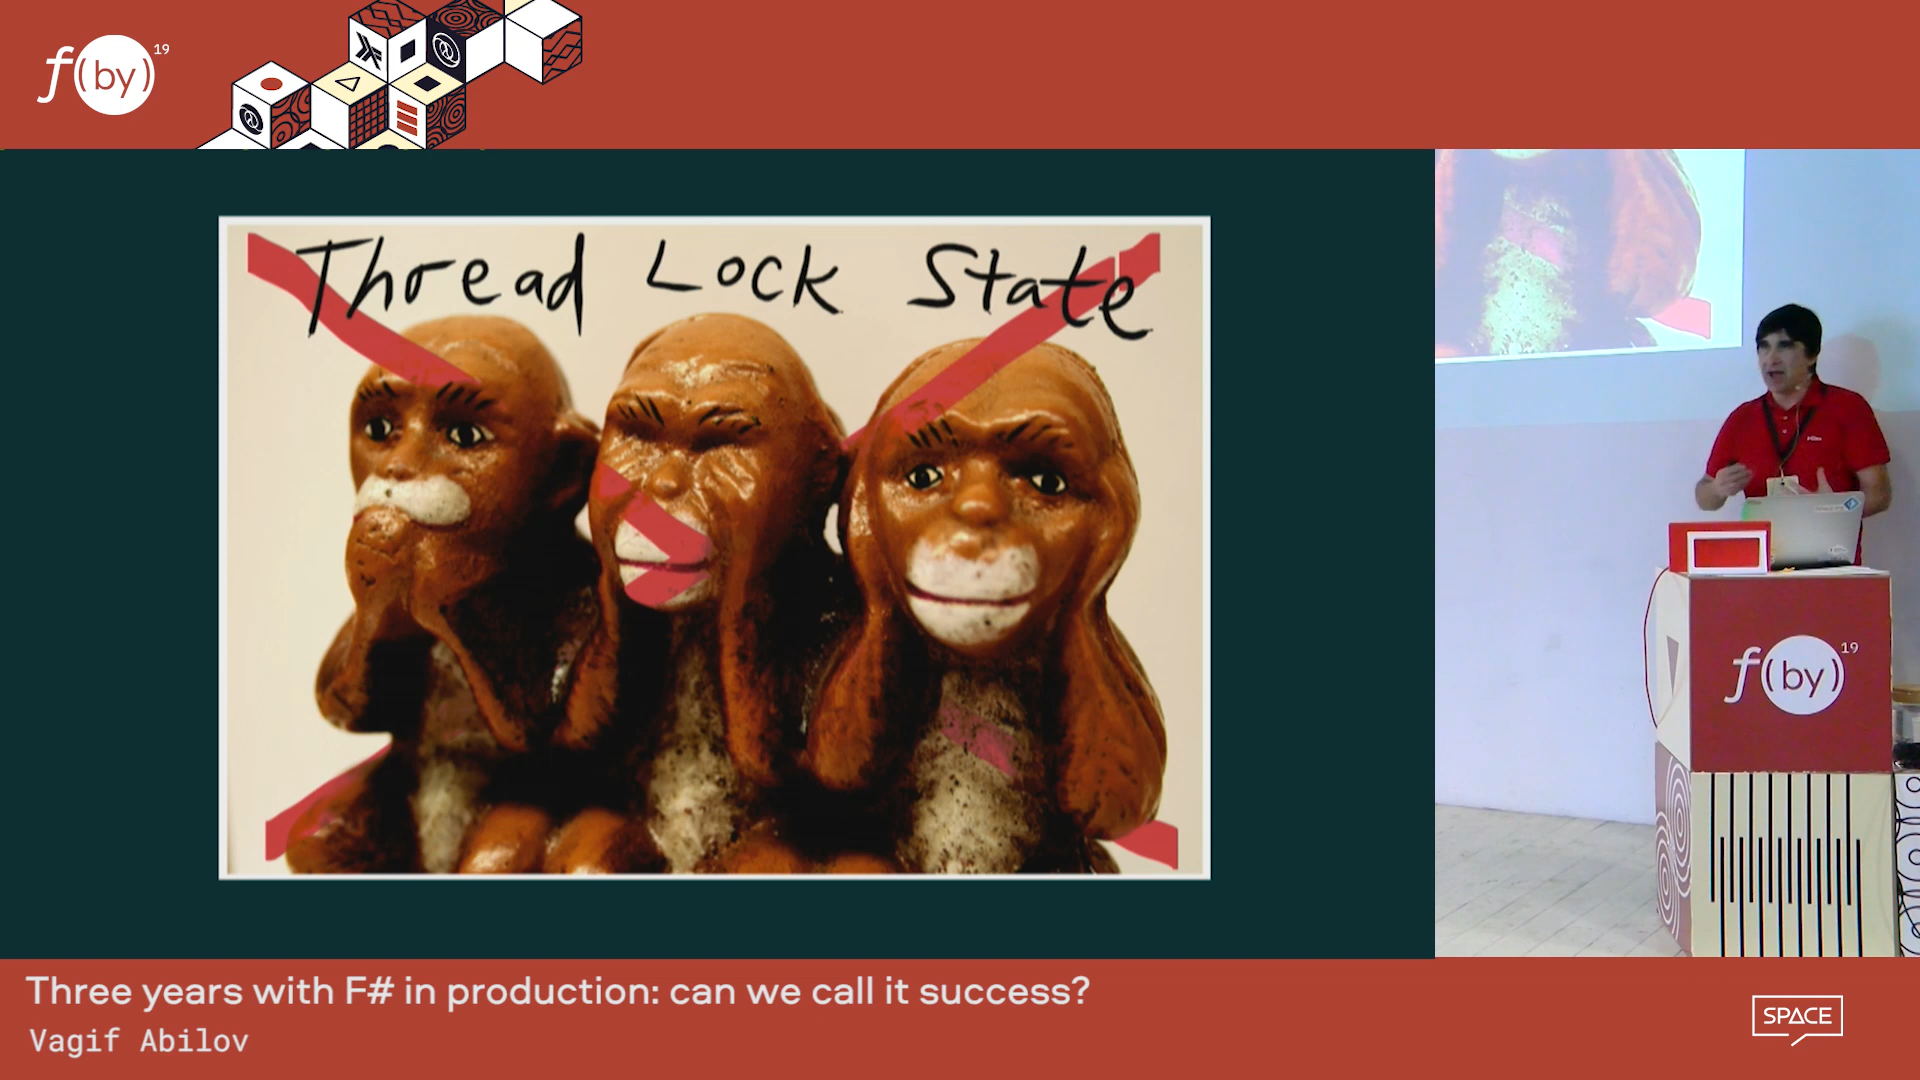 f(by) 19
Thread Lock State
f(by) 19
Three years with F# in production: can we call it success?
Vagif Abilov
SPACE